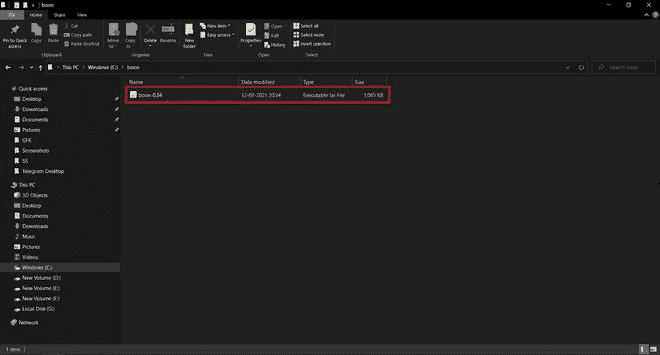 boon
File Home Share View
Pin to Quick access
Copy
Paste
Cut
Copy path
Paste shortcut
Move to
Copy to
Delete
Rename
New folder
New item
Easy access
Properties
Open
Edit
History
Select all
Select none
Invert selection
Clipboard Organize New Open Select
This PC > Windows (C:) > boon
Search boon
Name Date modified Type Size
boon-0.34 12-07-2021 20:34 Executable Jar File 1,065 KB
Quick access
Desktop
Downloads
Documents
Pictures
GFK
Screenshots
SS
Telegram Desktop
This PC
3D Objects
Desktop
Documents
Downloads
Music
Pictures
Videos
Windows (C:)
New Volume (D:)
New Volume (E:)
New Volume (F:)
Local Disk (G:)
Network
1 item